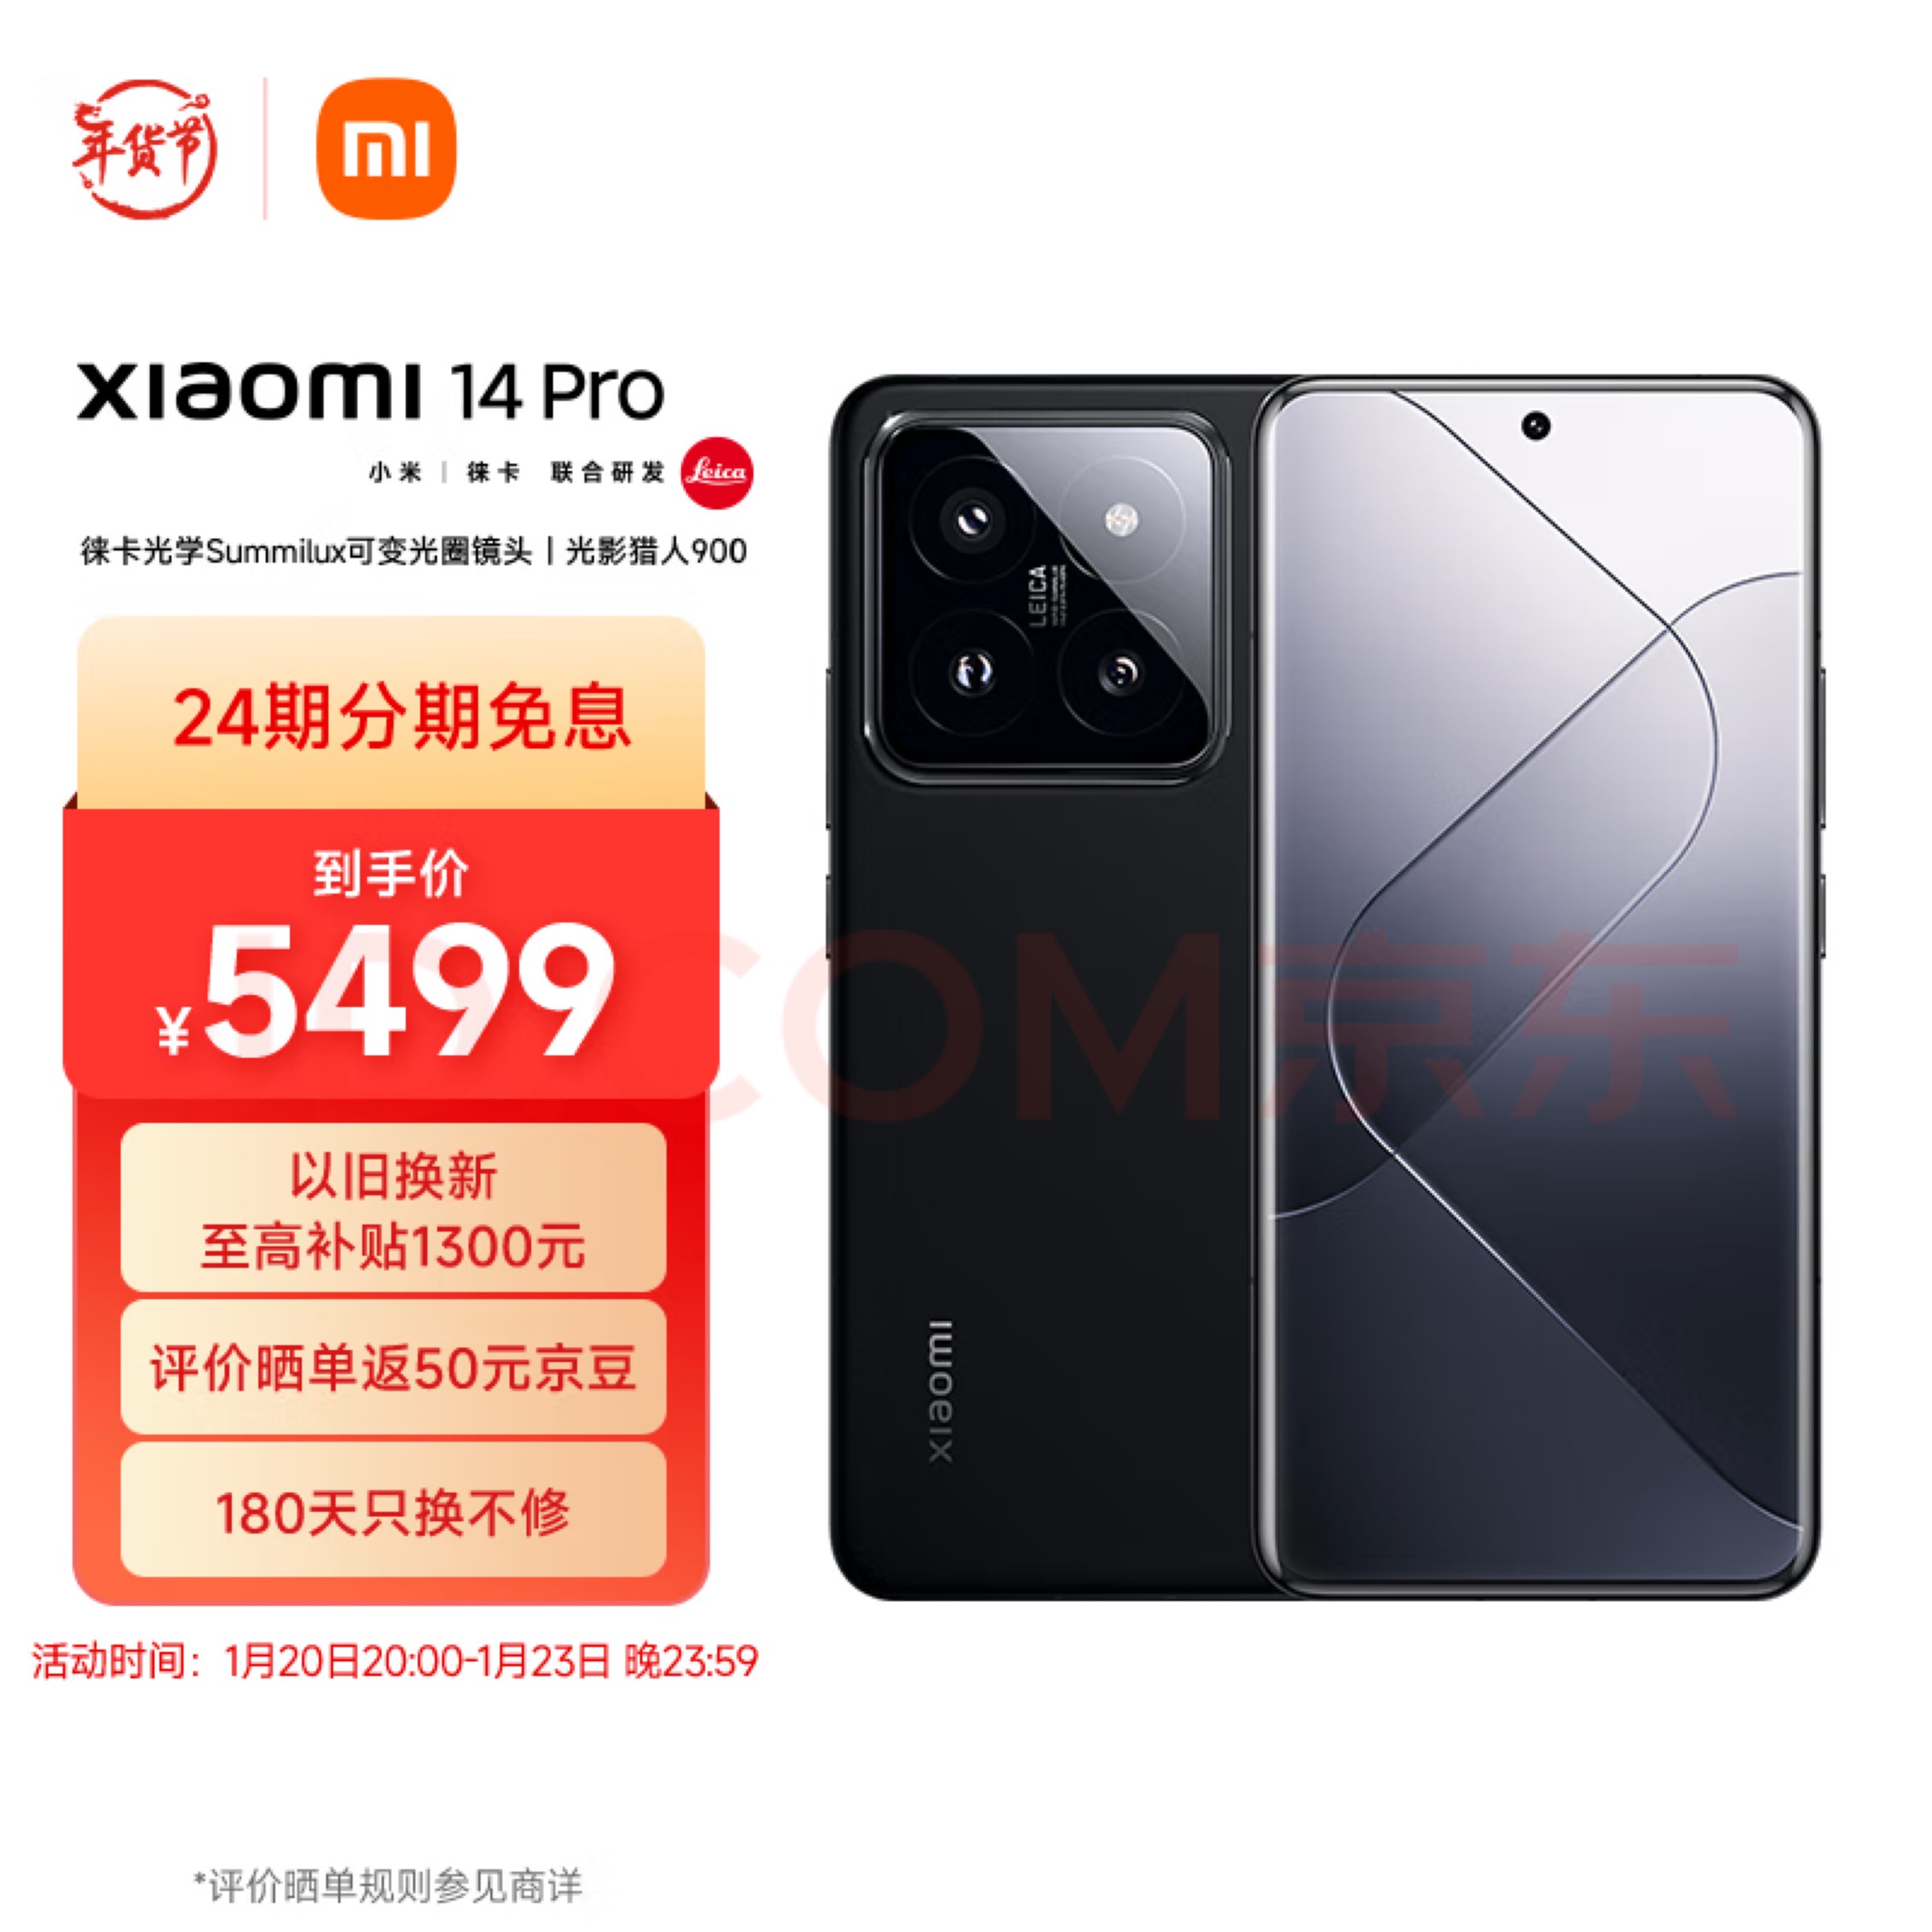 年货节
mi
xiaomi 14 Pro
小米 | 徕卡 联合研发 Leica
徕卡光学Summilux可变光圈镜头丨光影猎人900
24期分期免息
到手价
¥5499
以旧换新
至高补贴1300元
评价晒单返50元京豆
180天只换不修
活动时间：1月20日20:00-1月23日 晚23:59
*评价晒单规则参见商详
LEICA
xiaomi
.COM京东